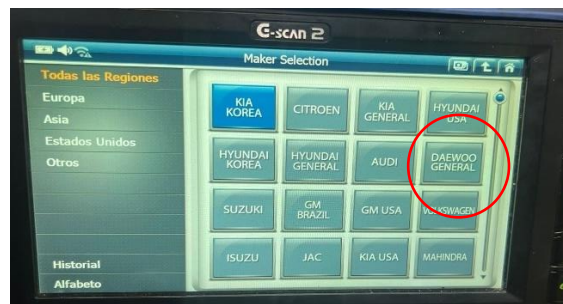 G-scan 2
Maker Selection
Todas las Regiones
Europa
Asia
Estados Unidos
Otros
Historial
Alfabeto
KIA
KOREA
CITROEN
KIA
GENERAL
HYUNDAI
USA
HYUNDAI
KOREA
HYUNDAI
GENERAL
AUDI
DAEWOO
GENERAL
SUZUKI
GM
BRAZIL
GM USA
VOLKSWAGEN
ISUZU
JAC
KIA USA
MAHINDRA